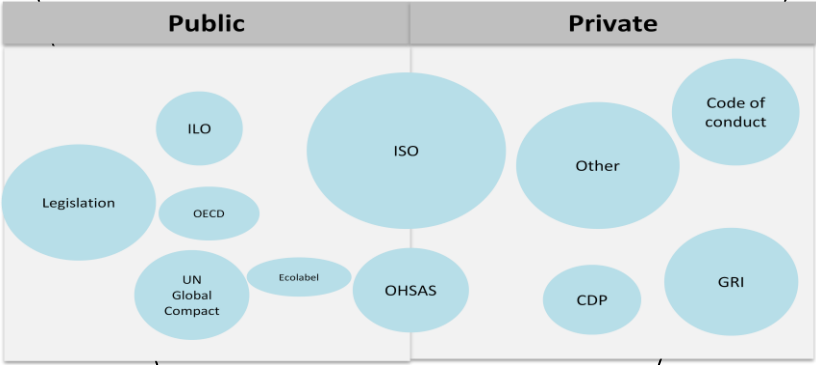 Public
Private
ILO
Legislation
OECD
UN
Global
Compact
Ecolabel
ISO
OHSAS
Other
Code of
conduct
CDP
GRI